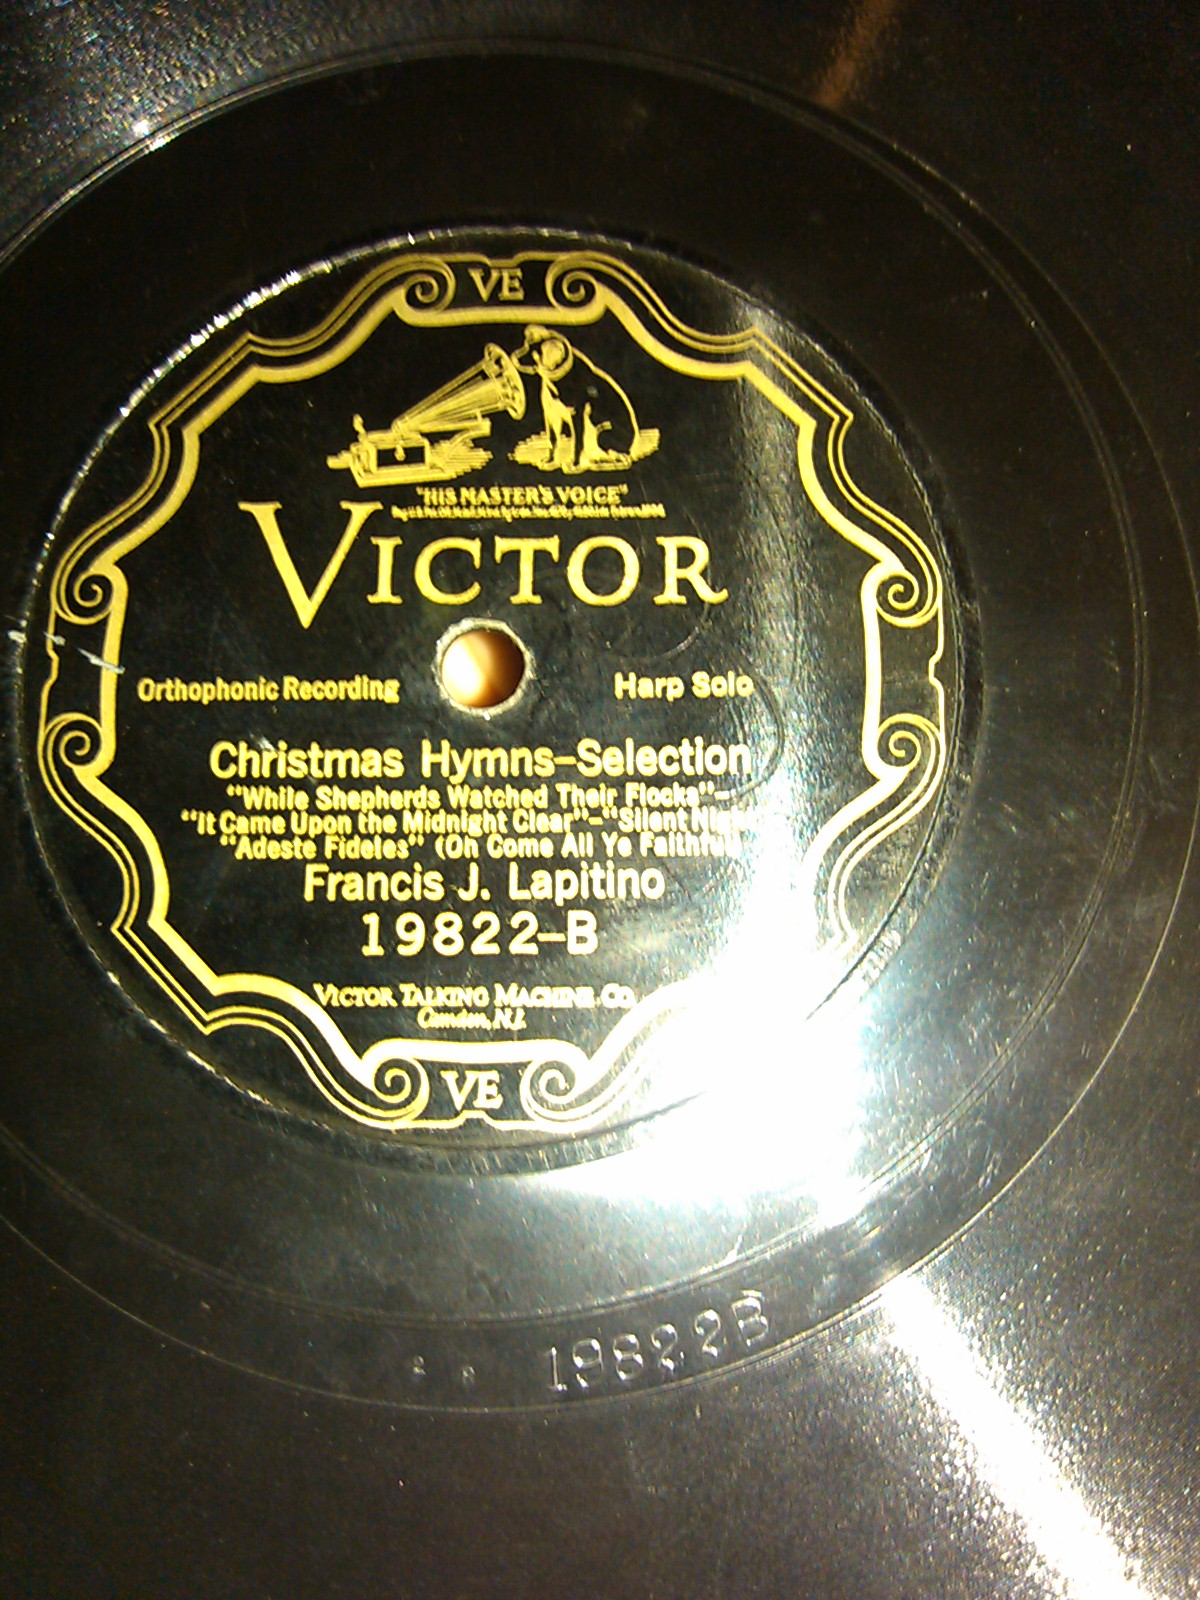 VE
"HIS MASTER'S VOICE"
VICTOR
Orthophonic Recording
Harp Solo
Christmas Hymns-Selection
"While Shepherds Watched Their Flocks"-
"It Came Upon the Midnight Clear"-"Silent
"Adeste Fideles" (Oh Come All Ye Faithful
Francis J. Lapitino
19822-B
VICTOR TALKING MACHINE CO.
Camden, N.J.
VE
19822B